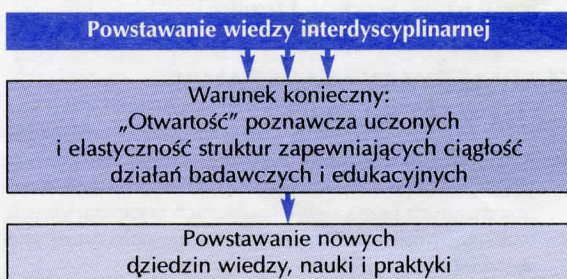 Powstawanie wiedzy interdyscyplinarnej
Warunek konieczny:
„Otwartość” poznawcza uczonych
i elastyczność struktur zapewniających ciągłość
działań badawczych i edukacyjnych
Powstawanie nowych
dziedzin wiedzy, nauki i praktyki